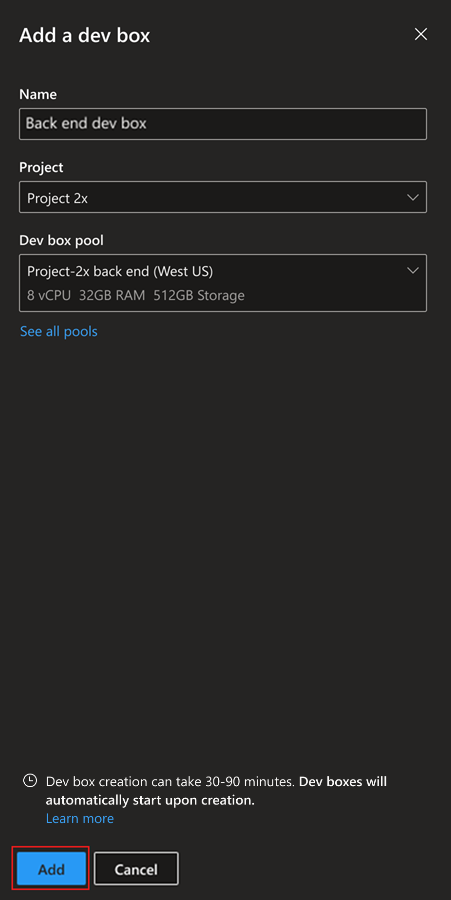 Add a dev box
Name
Back end dev box
Project
Project 2x
Dev box pool
Project-2x back end (West US)
8 vCPU 32GB RAM 512GB Storage
See all pools
Dev box creation can take 30-90 minutes. Dev boxes will
automatically start upon creation.
Learn more
Add Cancel